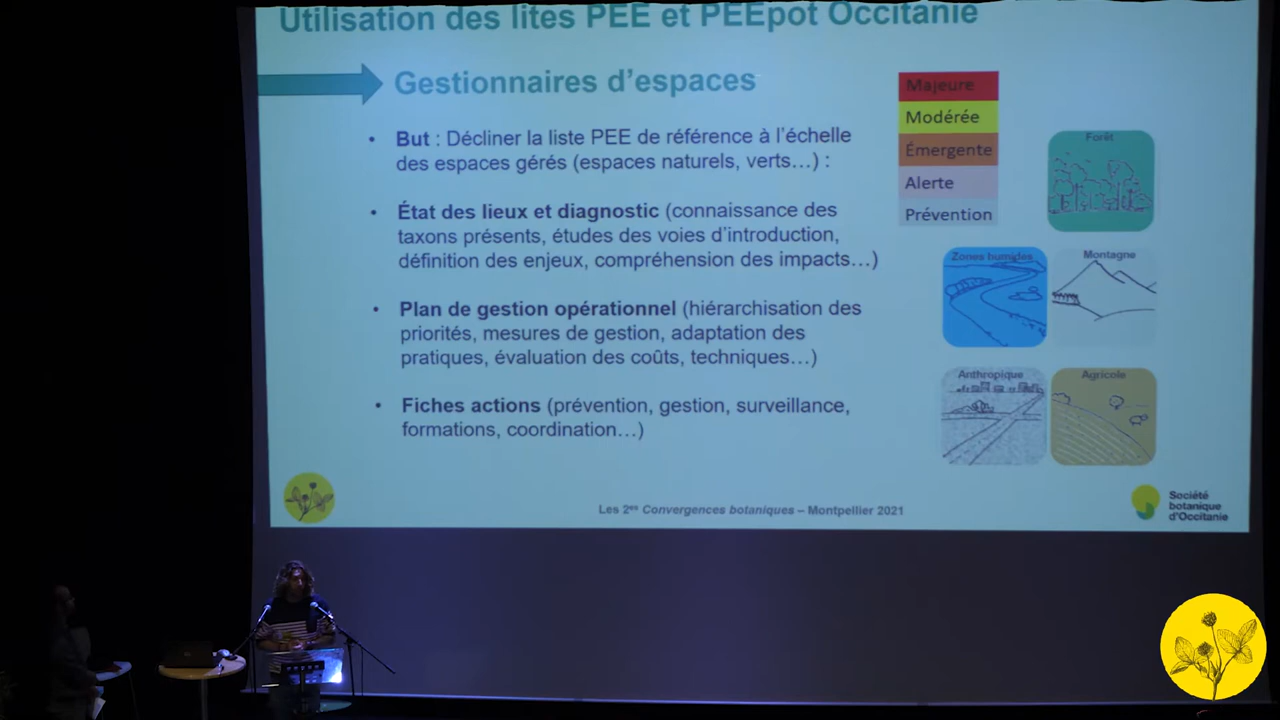 Utilisation des lites PEE et PEEpot Occitanie
Gestionnaires d'espaces
• But : Décliner la liste PEE de référence à l'échelle
des espaces gérés (espaces naturels, verts…) :
• État des lieux et diagnostic (connaissance des
taxons présents, études des voies d'introduction,
définition des enjeux, compréhension des impacts…)
• Plan de gestion opérationnel (hiérarchisation des
priorités, mesures de gestion, adaptation des
pratiques, évaluation des coûts, techniques…)
• Fiches actions (prévention, gestion, surveillance,
formations, coordination…)
Majeure
Modérée
Émergente
Alerte
Prévention
Forêt
Zones humides
Montagne
Anthropique
Agricole
Les 2es Convergences botaniques – Montpellier 2021
Société
botanique
d'Occitanie